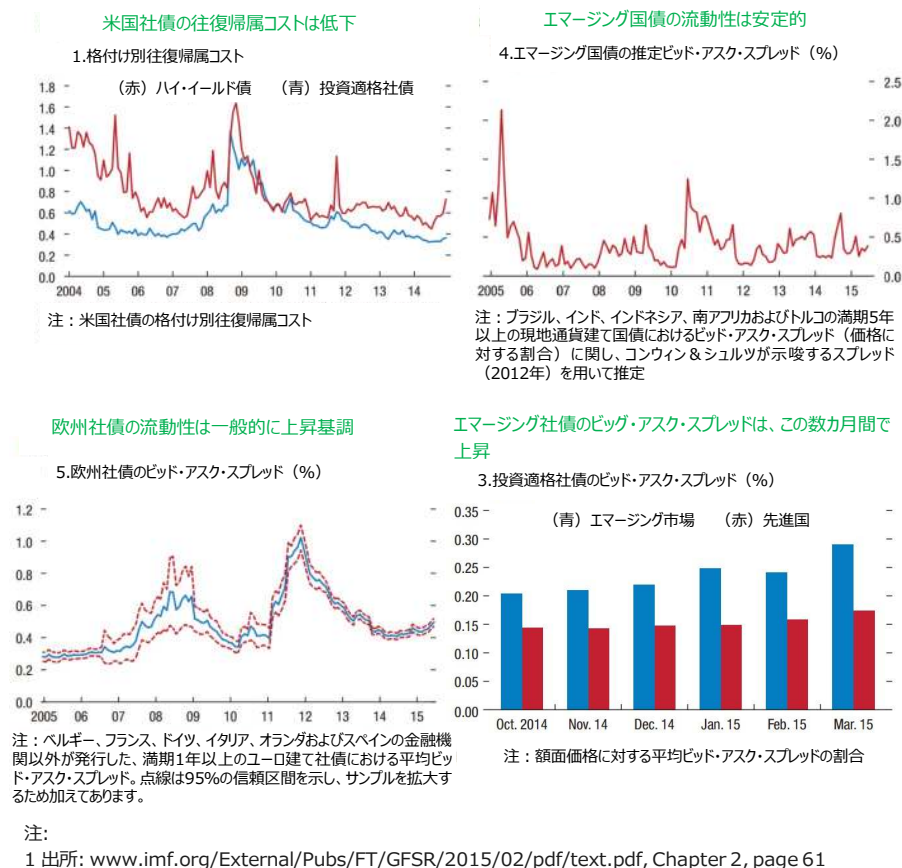 米国社債の往復帰属コストは低下
1.格付け別往復帰属コスト
（赤）ハイ・イールド債　（青）投資適格社債
1.8
1.6
1.4
1.2
1.0
0.8
0.6
0.4
0.2
0.0
2004 05 06 07 08 09 10 11 12 13 14
注：米国社債の格付け別往復帰属コスト
エマージング国債の流動性は安定的
4.エマージング国債の推定ビッド・アスク・スプレッド（%）
2.5
2.0
1.5
1.0
0.5
0.0
2005 06 07 08 09 10 11 12 13 14 15
注：ブラジル、インド、インドネシア、南アフリカおよびトルコの満期5年
以上の現地通貨建て国債におけるビッド・アスク・スプレッド（価格に
対する割合）に関し、コンウィン＆シュルツが示唆するスプレッド
（2012年）を用いて推定
欧州社債の流動性は一般的に上昇基調
5.欧州社債のビッド・アスク・スプレッド（%）
1.2
1.0
0.8
0.6
0.4
0.2
0.0
2005 06 07 08 09 10 11 12 13 14 15
注：ベルギー、フランス、ドイツ、イタリア、オランダおよびスペインの金融機
関以外が発行した、満期1年以上のユーロ建て社債における平均ビッ
ド・アスク・スプレッド。点線は95%の信頼区間を示し、サンプルを拡大す
るため加えてあります。
エマージング社債のビッグ・アスク・スプレッドは、この数カ月間で
上昇
3.投資適格社債のビッド・アスク・スプレッド（%）
（青）エマージング市場　（赤）先進国
0.35
0.30
0.25
0.20
0.15
0.10
0.05
0.00
Oct. 2014 Nov. 14 Dec. 14 Jan. 15 Feb. 15 Mar. 15
注：額面価格に対する平均ビッド・アスク・スプレッドの割合
注:
1 出所: www.imf.org/External/Pubs/FT/GFSR/2015/02/pdf/text.pdf, Chapter 2, page 61